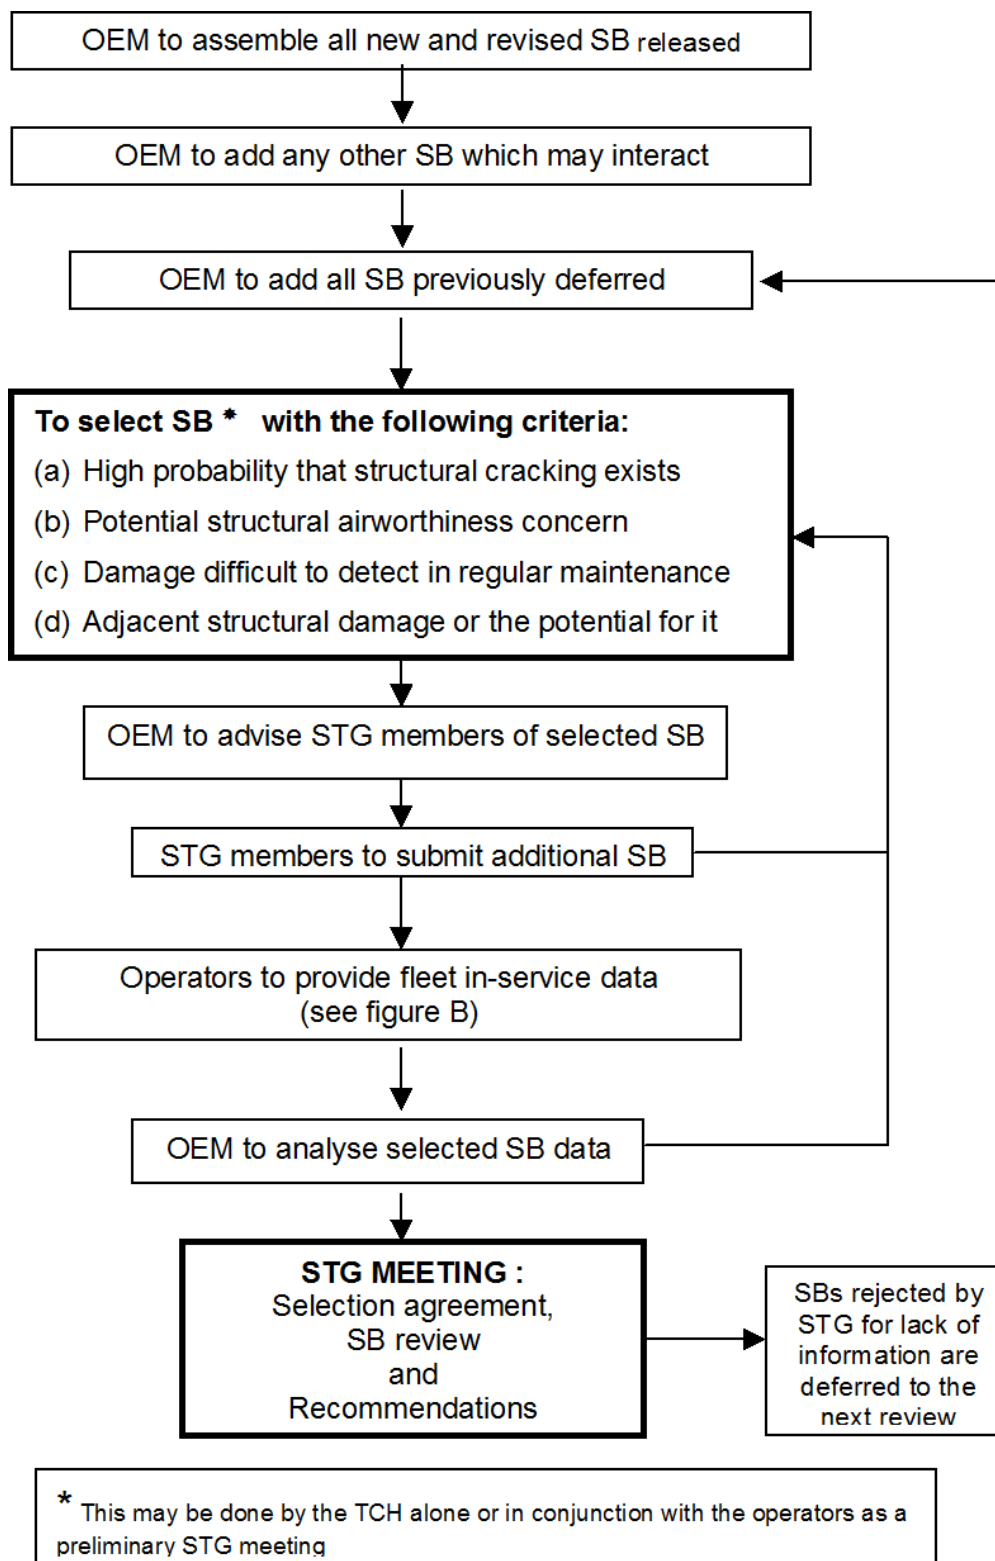 OEM to assemble all new and revised SB released
OEM to add any other SB which may interact
OEM to add all SB previously deferred
To select SB * with the following criteria:
(a) High probability that structural cracking exists
(b) Potential structural airworthiness concern
(c) Damage difficult to detect in regular maintenance
(d) Adjacent structural damage or the potential for it
OEM to advise STG members of selected SB
STG members to submit additional SB
Operators to provide fleet in-service data
(see figure B)
OEM to analyse selected SB data
STG MEETING :
Selection agreement,
SB review
and
Recommendations
SBs rejected by
STG for lack of
information are
deferred to the
next review
* This may be done by the TCH alone or in conjunction with the operators as a
preliminary STG meeting